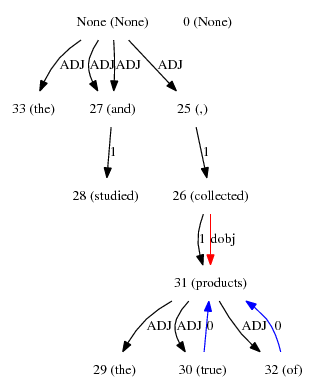 None (None) 0 (None)
ADJ ADJ ADJ ADJ
33 (the) 27 (and) 25 (,)
1 1
28 (studied) 26 (collected)
1 dobj
31 (products)
ADJ ADJ 0 ADJ 0
29 (the) 30 (true) 32 (of)